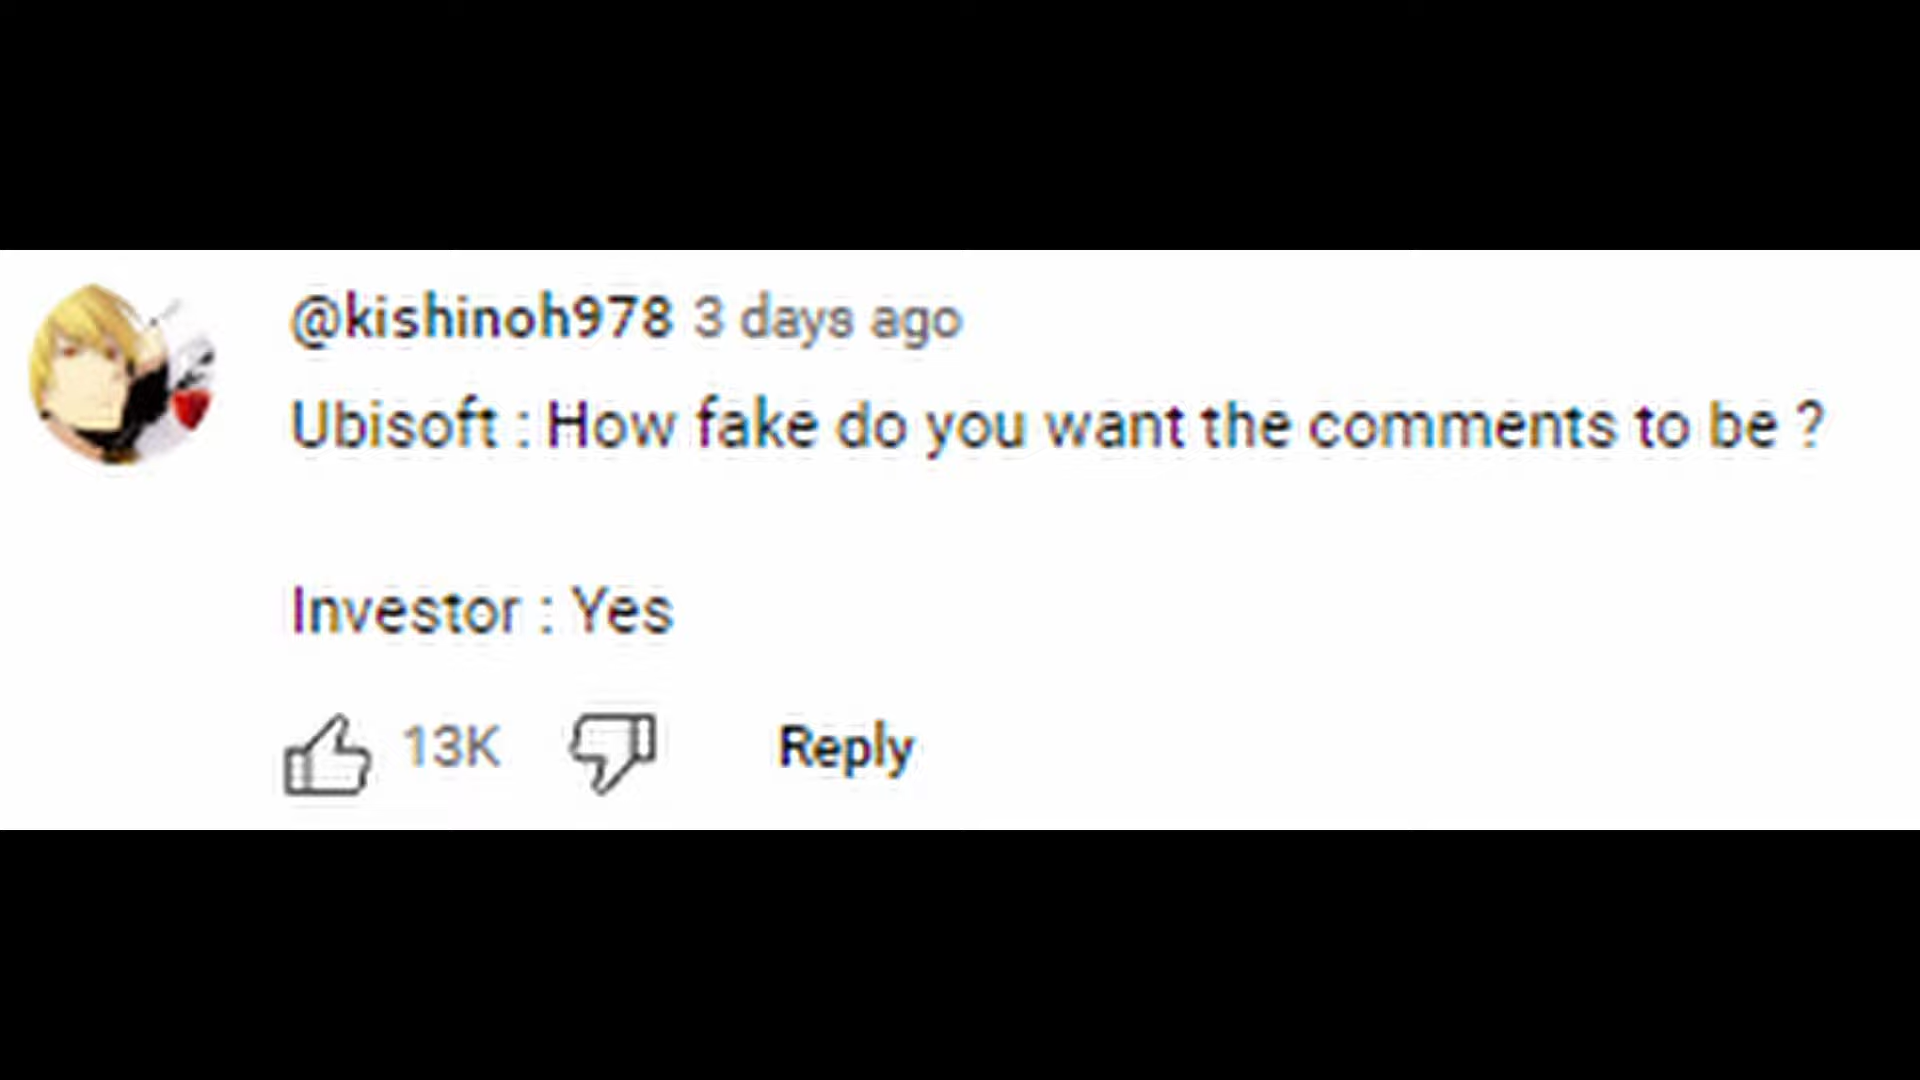 @kishinoh978 3 days ago
Ubisoft : How fake do you want the comments to be ?
Investor : Yes
13K Reply